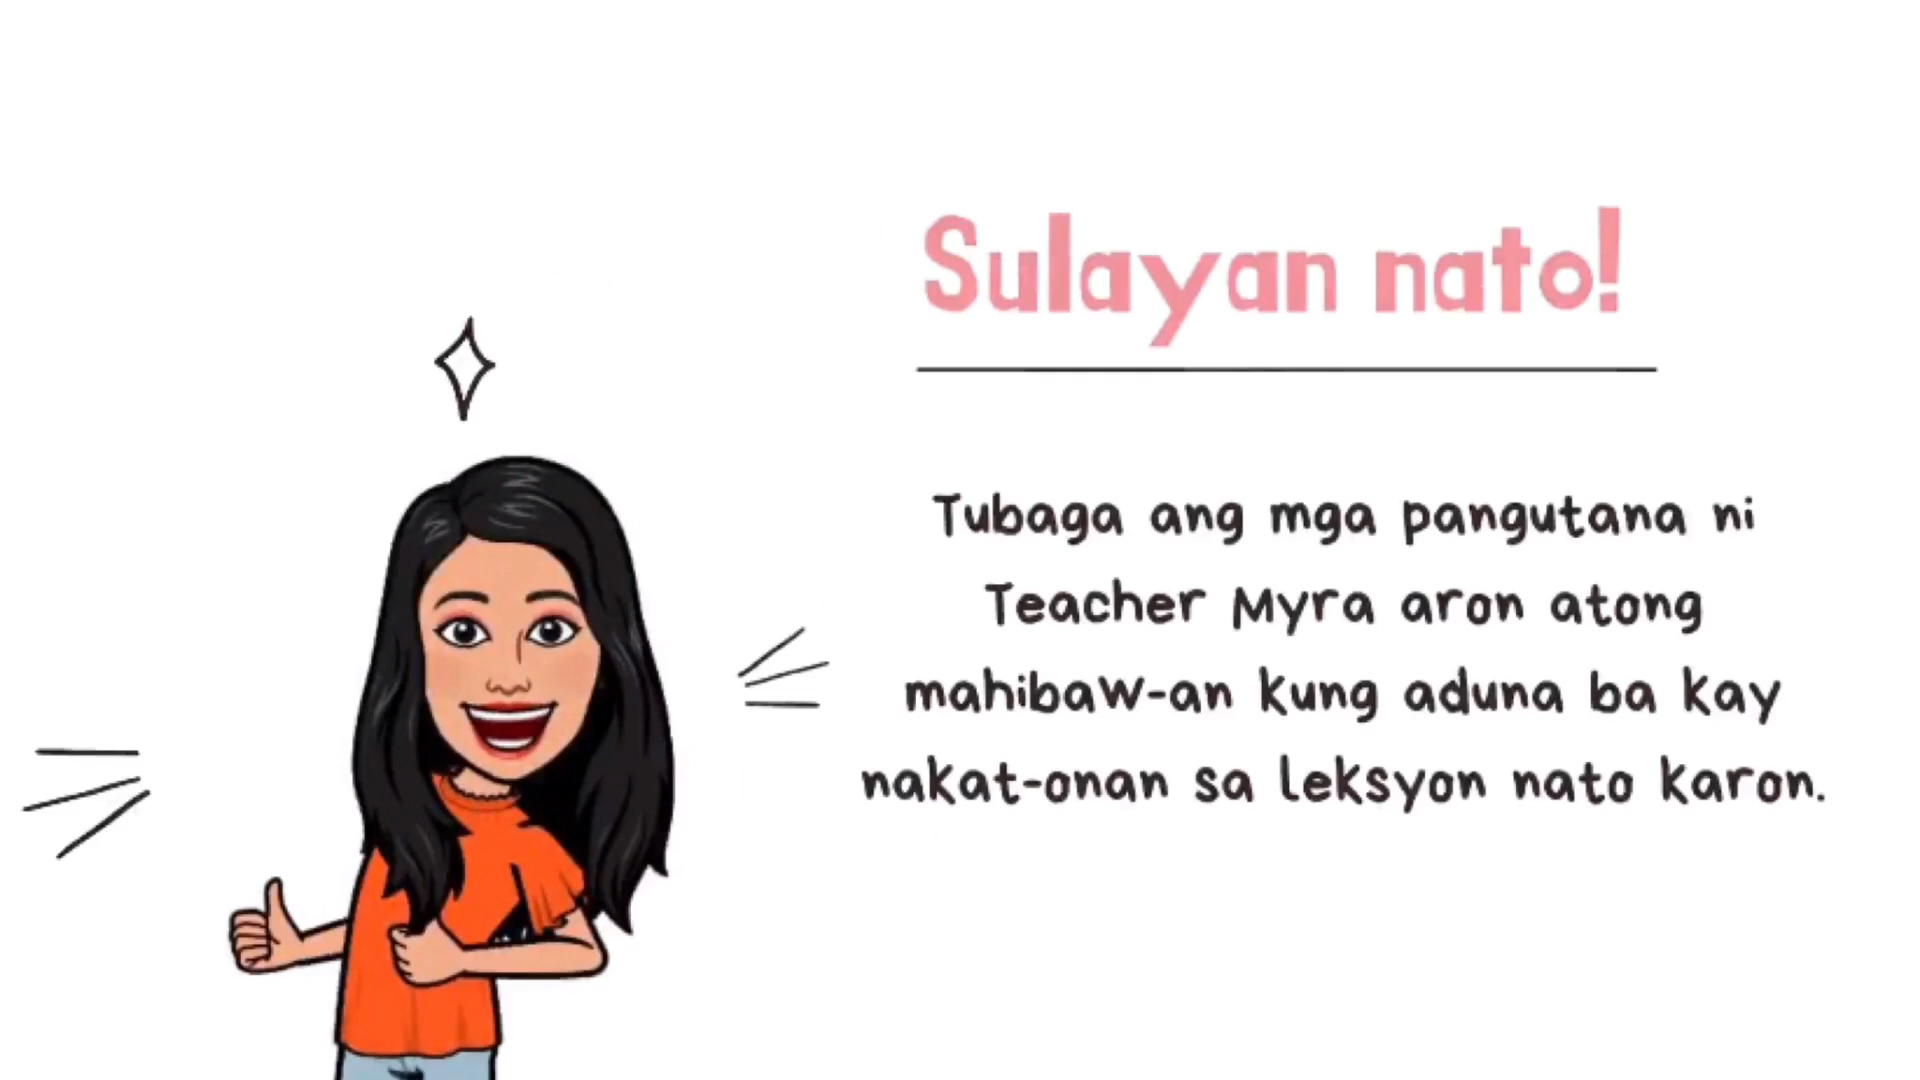 Sulayan nato!
Tubaga ang mga pangutana ni
Teacher Myra aron atong
mahibaw-an kung aduna ba kay
nakat-onan sa leksyon nato karon.